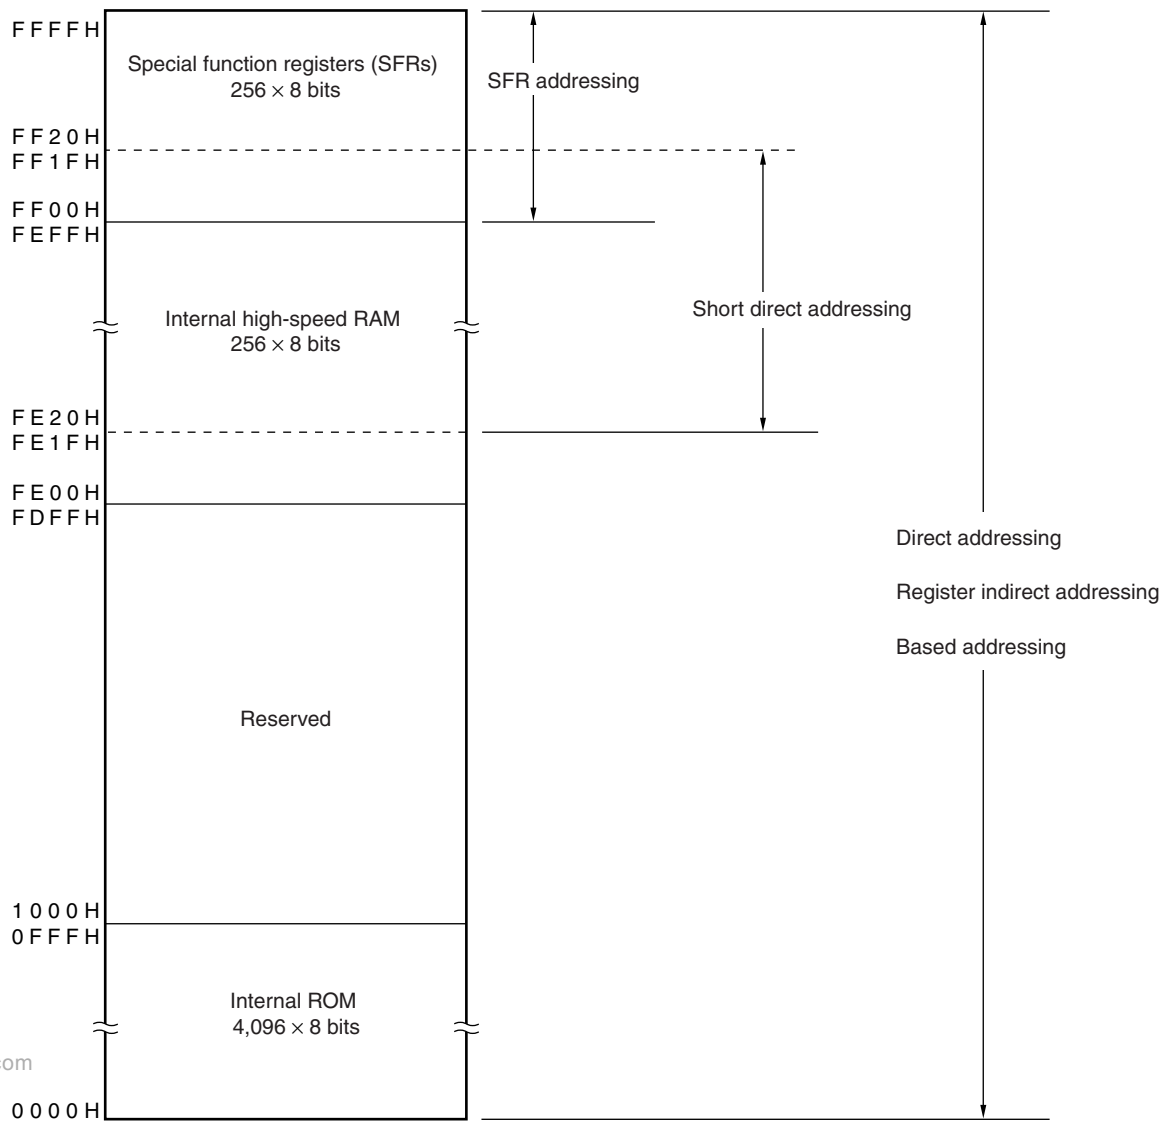 FFFFH
Special function registers (SFRs)
256 × 8 bits
SFR addressing
FF20H
FF1FH
FF00H
FEFFH
Internal high-speed RAM
256 × 8 bits
Short direct addressing
FE20H
FE1FH
FE00H
FDFFH
Direct addressing
Register indirect addressing
Based addressing
Reserved
1000H
0FFFH
Internal ROM
4,096 × 8 bits
com
0000H